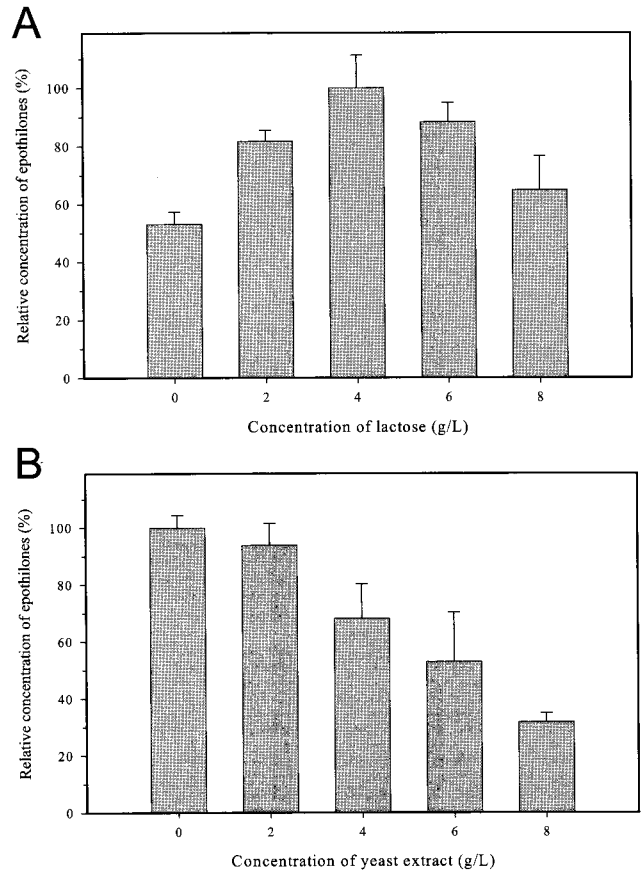 A
Relative concentration of epothilones (%)
100
80
60
40
20
0
0 2 4 6 8
Concentration of lactose (g/L)
B
Relative concentration of epothilones (%)
100
80
60
40
20
0
0 2 4 6 8
Concentration of yeast extract (g/L)